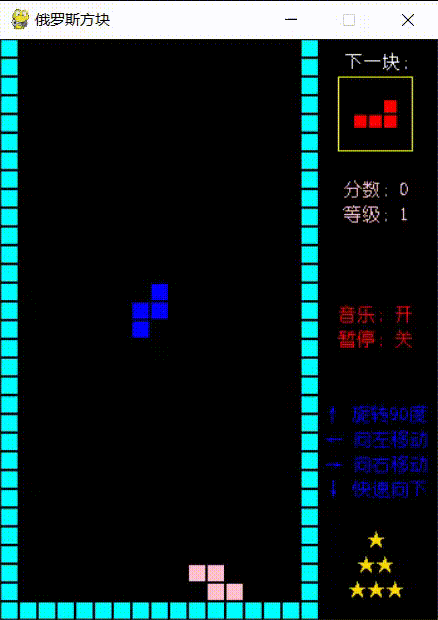 俄罗斯方块
下一块:
分数: 0
等级: 1
音乐: 开
暂停: 关
↑ 旋转90度
← 向左移动
→ 向右移动
↓ 快速向下